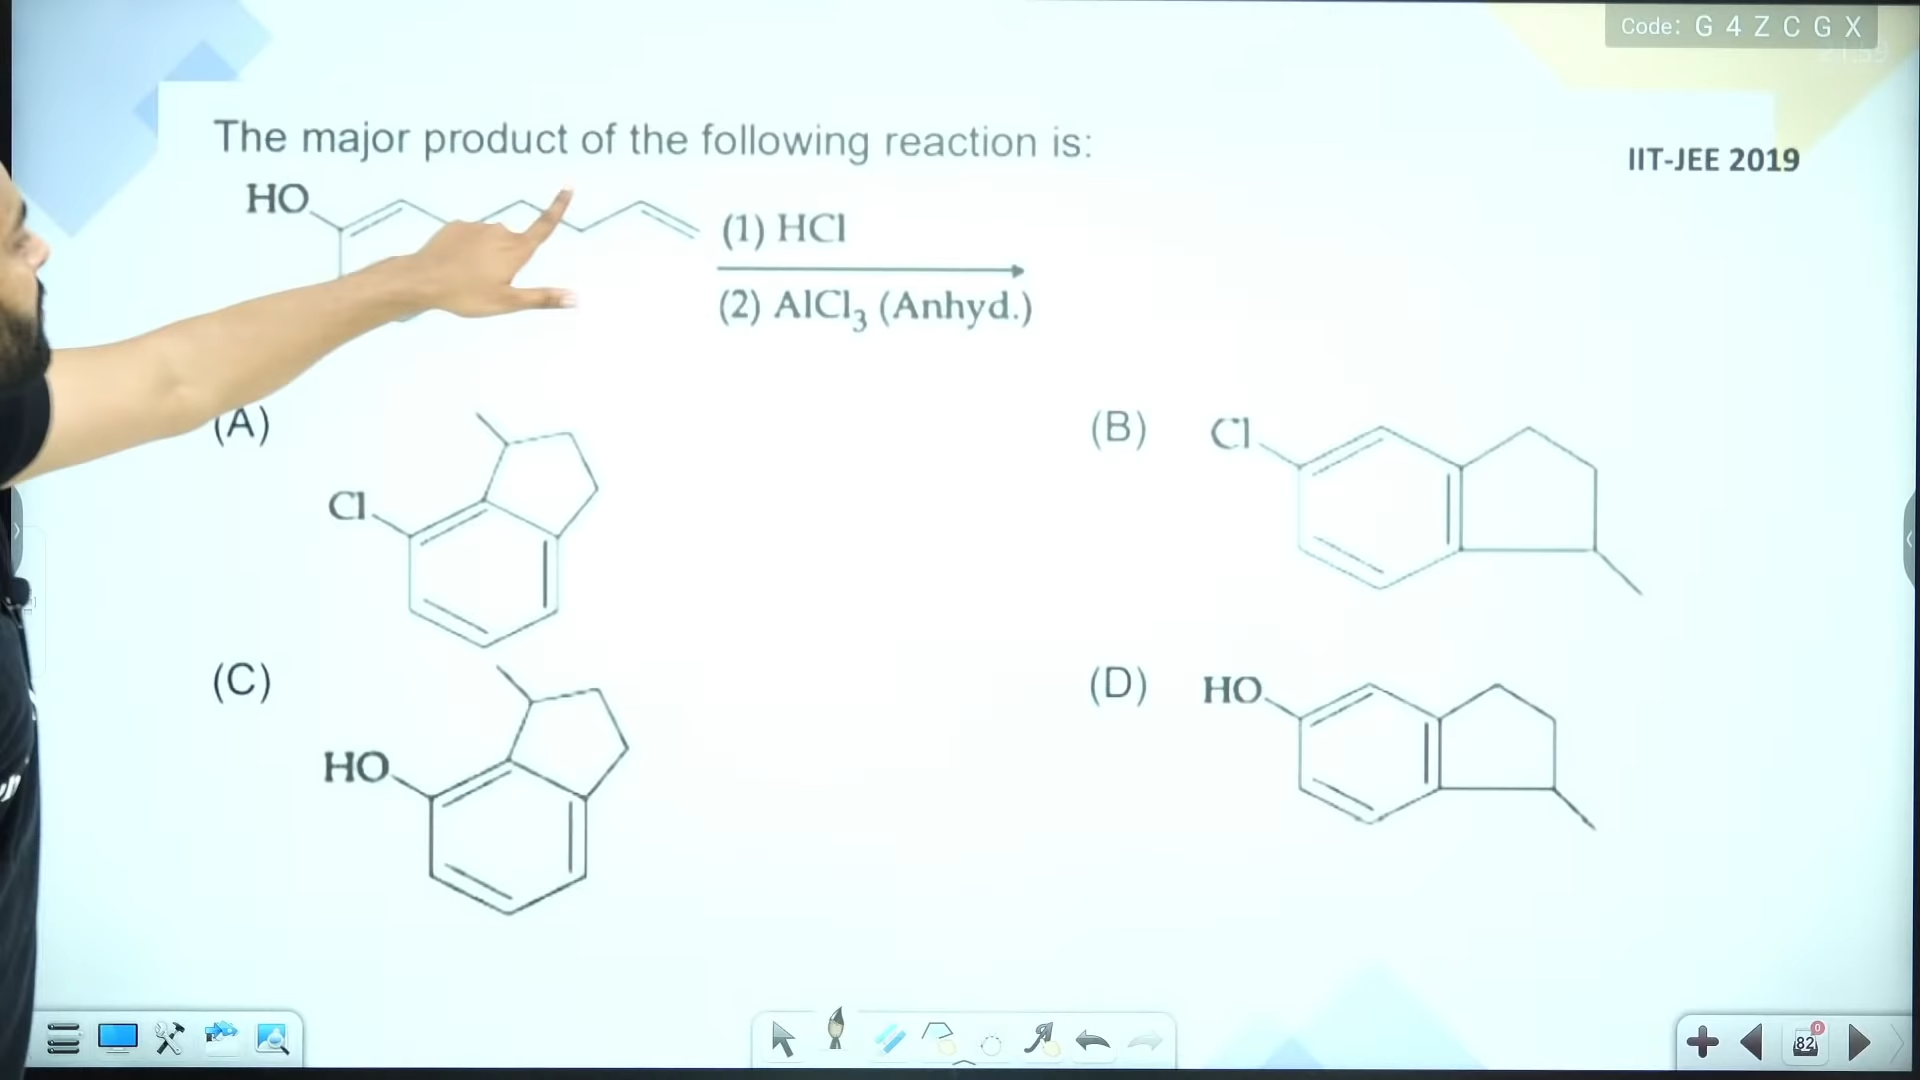 Code: G 4 Z C G X
The major product of the following reaction is:
IIT-JEE 2019
HO
(1) HCl
(2) AlCl₃ (Anhyd.)
(A)
Cl
(B)
Cl
(C)
HO
(D)
HO
82
0